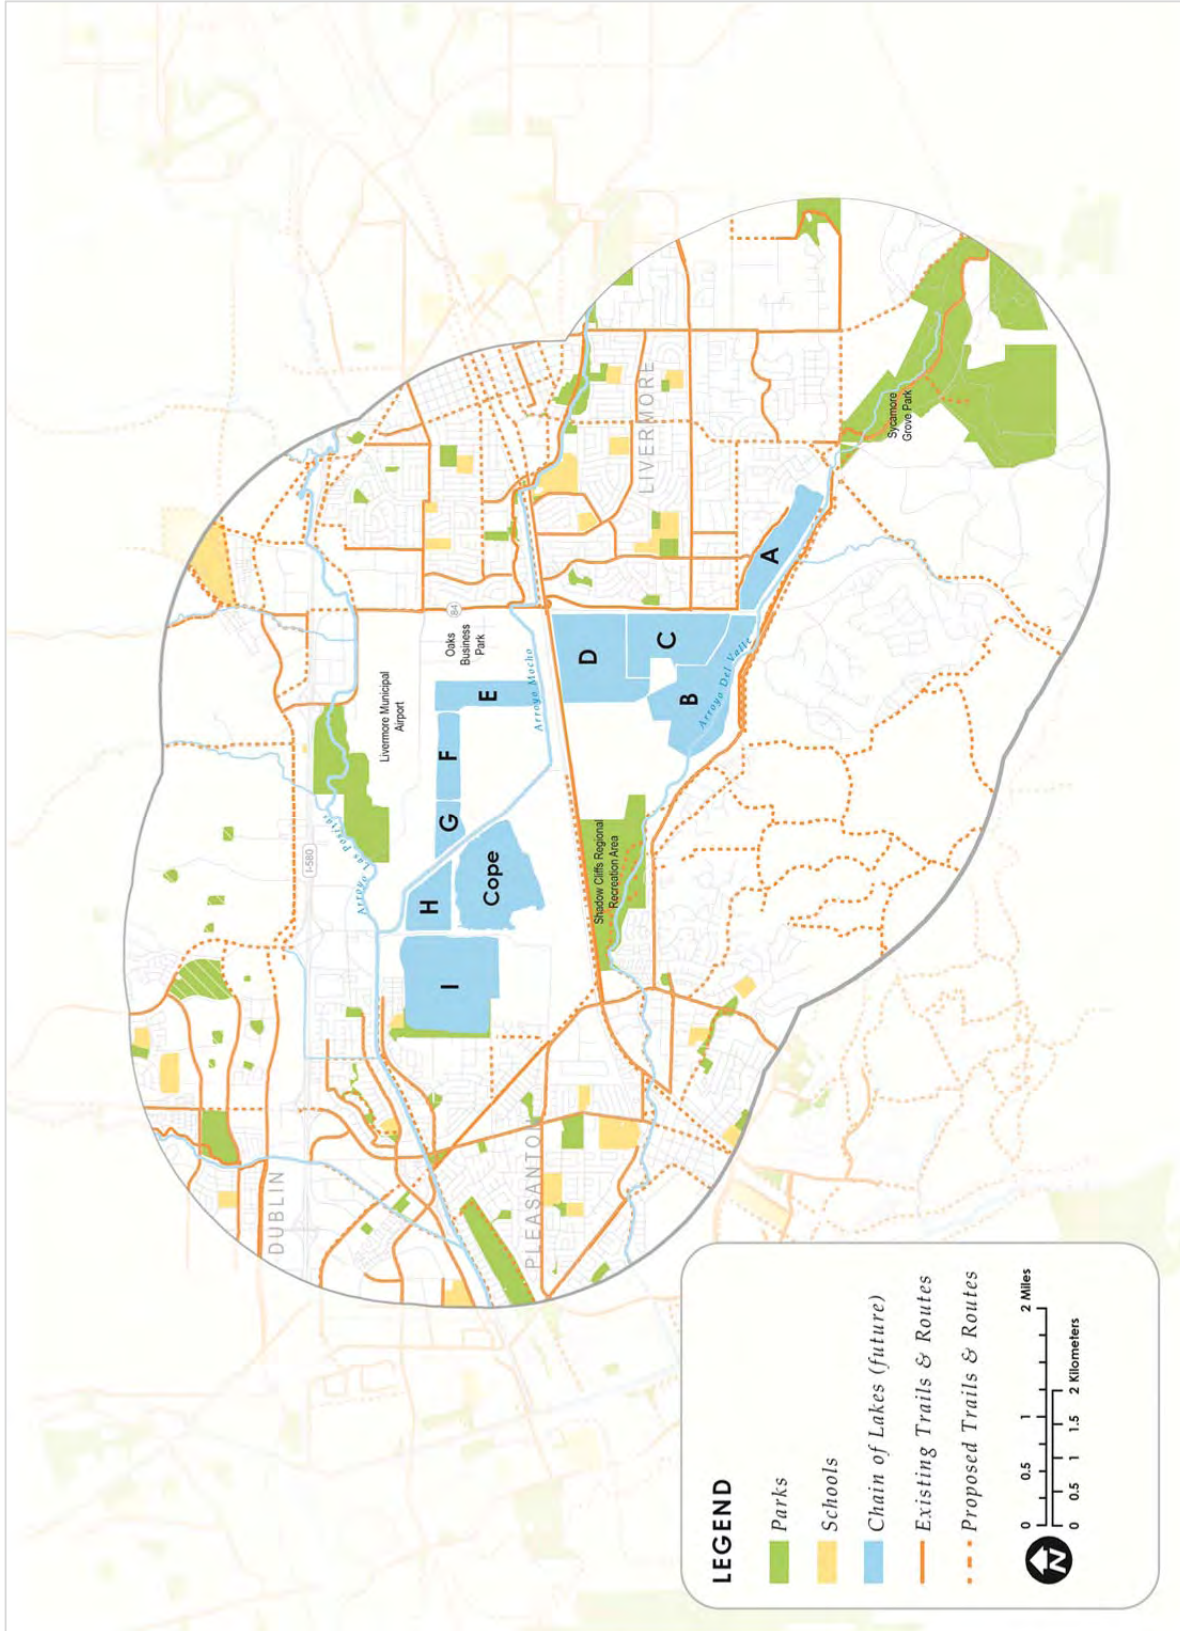 DUBLIN
PLEASANTON
LIVERMORE
I-580
84
Arroyo Las Positas
Livermore Municipal
Airport
Oaks
Business
Park
Arroyo Mocho
Arroyo Del Valle
Shadow Cliffs Regional
Recreation Area
Sycamore
Grove Park
I
H
Cope
G
F
E
D
C
B
A
LEGEND
Parks
Schools
Chain of Lakes (future)
Existing Trails & Routes
Proposed Trails & Routes
N
0 0.5 1 2 Miles
0 0.5 1 1.5 2 Kilometers